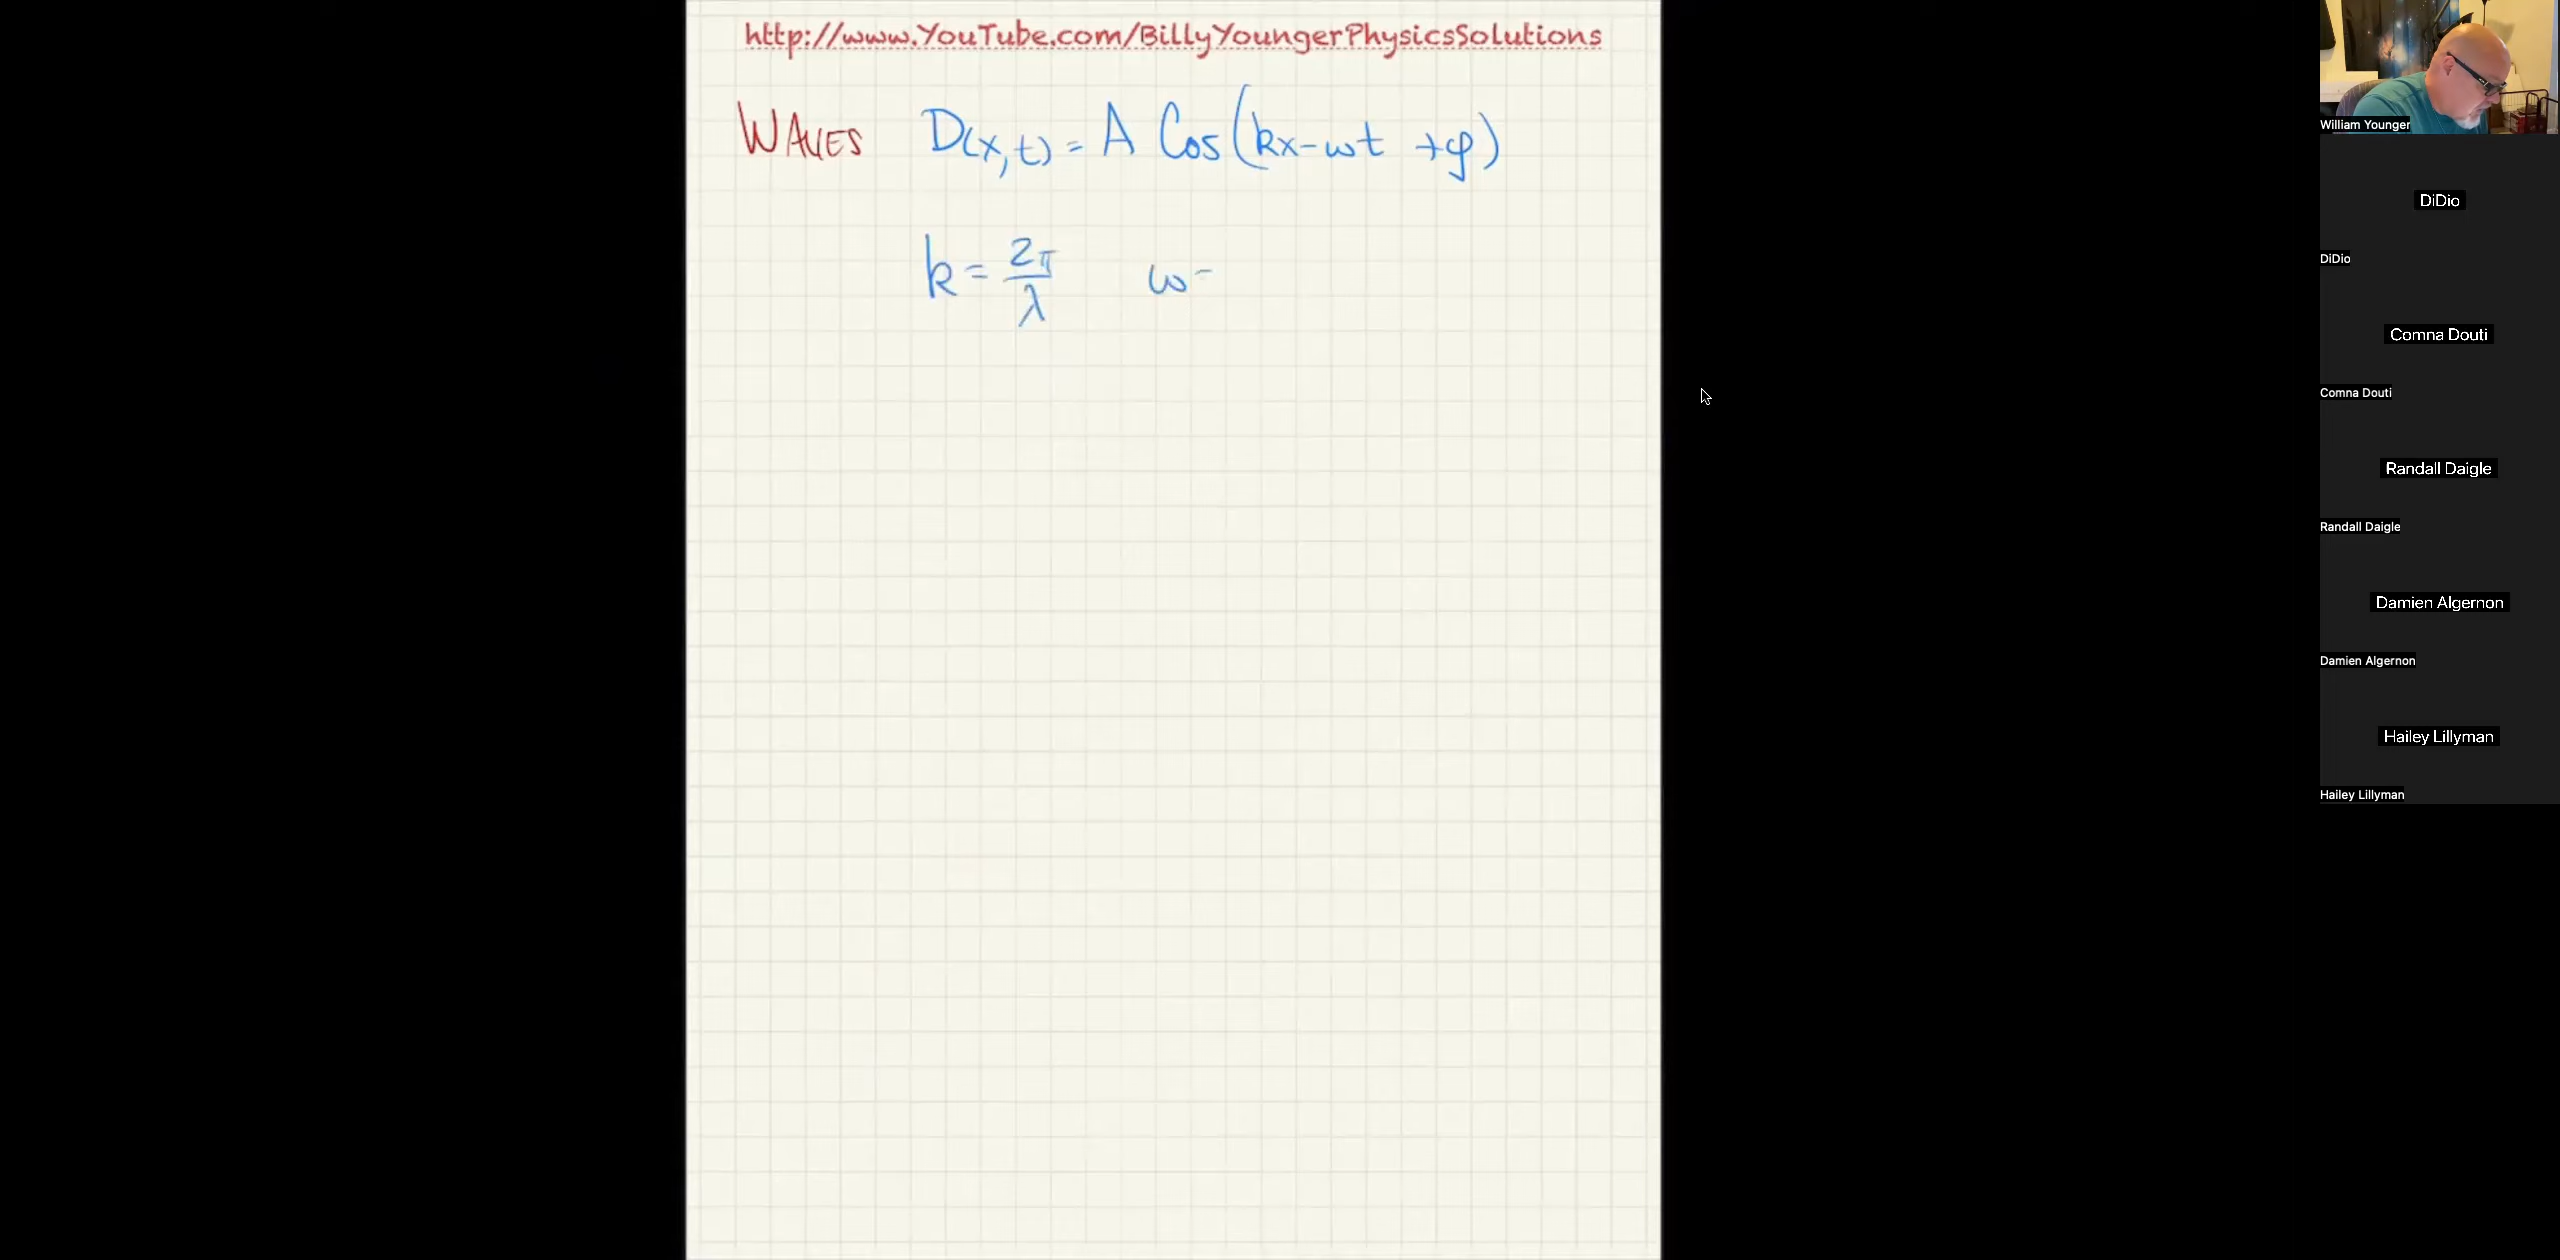 http://www.YouTube.com/BillyYoungerPhysicsSolutions
WAVES D(x,t) = A Cos(kx-ωt +φ)
k = 2π/λ ω -
William Younger
DiDio
DiDio
Comna Douti
Comna Douti
Randall Daigle
Randall Daigle
Damien Algernon
Damien Algernon
Hailey Lillyman
Hailey Lillyman